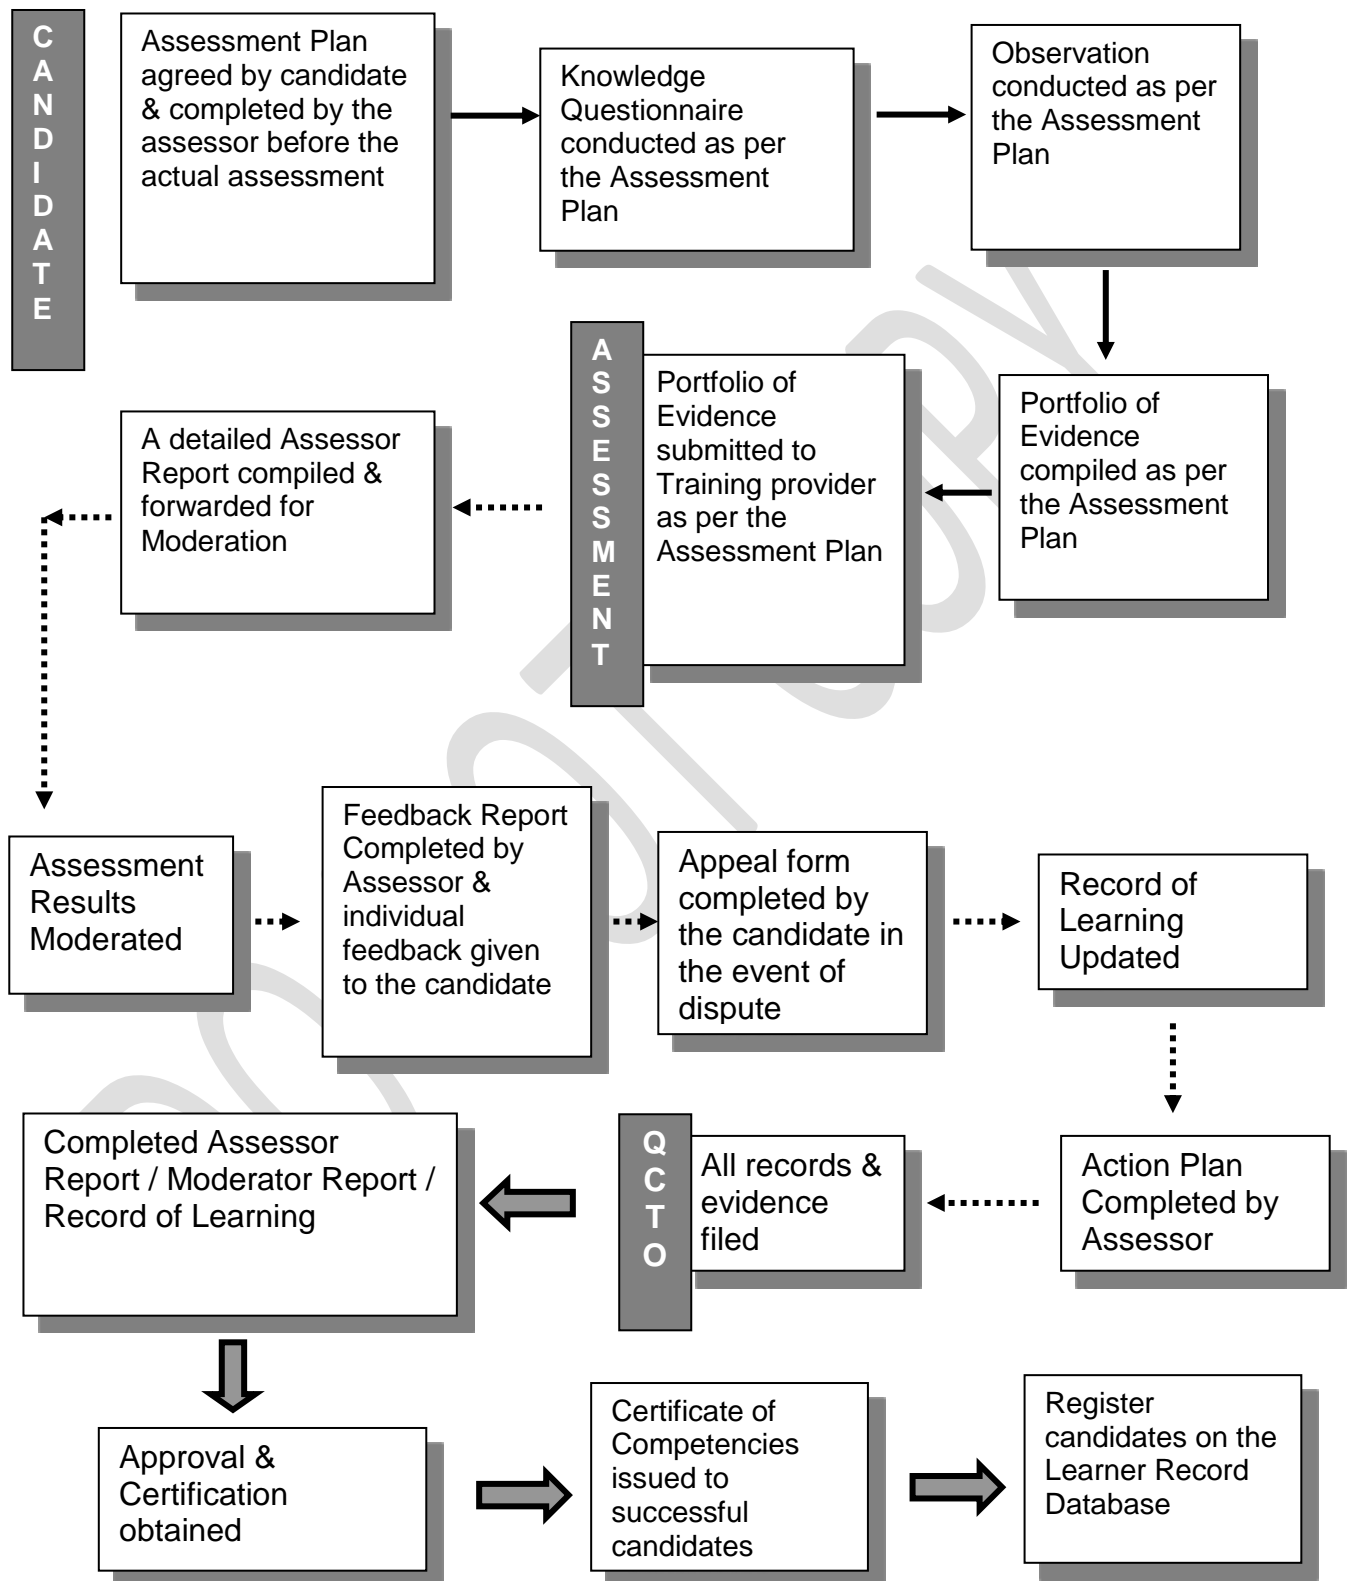 CANDIDATE
Assessment Plan
agreed by candidate
& completed by the
assessor before the
actual assessment
Knowledge
Questionnaire
conducted as per
the Assessment
Plan
Observation
conducted as per
the Assessment
Plan
Portfolio of
Evidence
compiled as per
the Assessment
Plan
ASSESSMENT
Portfolio of
Evidence
submitted to
Training provider
as per the
Assessment Plan
A detailed Assessor
Report compiled &
forwarded for
Moderation
Assessment
Results
Moderated
Feedback Report
Completed by
Assessor &
individual
feedback given
to the candidate
Appeal form
completed by
the candidate in
the event of
dispute
Record of
Learning
Updated
Action Plan
Completed by
Assessor
QCTO
All records &
evidence
filed
Completed Assessor
Report / Moderator Report /
Record of Learning
Approval &
Certification
obtained
Certificate of
Competencies
issued to
successful
candidates
Register
candidates on the
Learner Record
Database